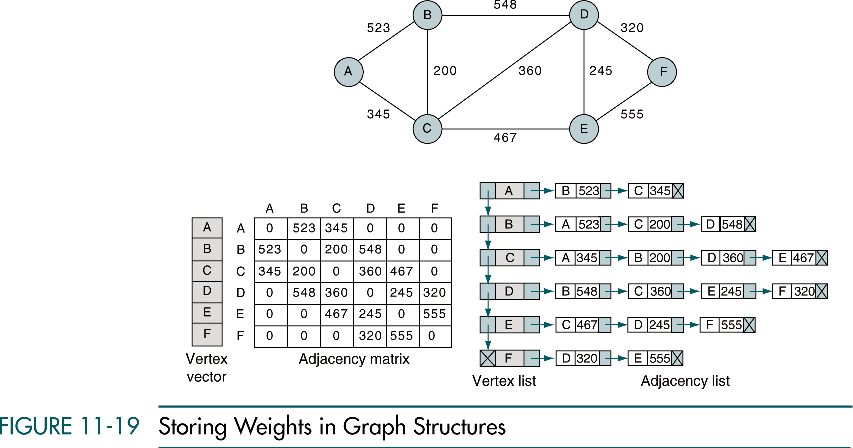 B 548 D
523 320
A 200 360 245 F
345 555
C 467 E
A B C D E F
A A 0 523 345 0 0 0
B B 523 0 200 548 0 0
C C 345 200 0 360 467 0
D D 0 548 360 0 245 320
E E 0 0 467 245 0 555
F F 0 0 0 320 555 0
Vertex vector
Adjacency matrix
A B 523 C 345
B A 523 C 200 D 548
C A 345 B 200 D 360 E 467
D B 548 C 360 E 245 F 320
E C 467 D 245 F 555
F D 320 E 555
Vertex list
Adjacency list
FIGURE 11-19 Storing Weights in Graph Structures